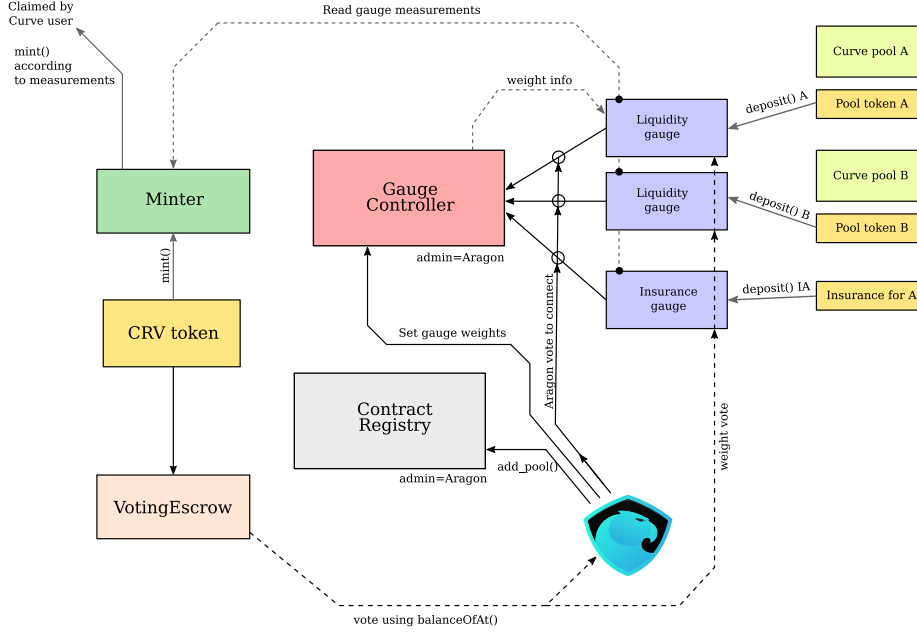 Claimed by
Curve user
Read gauge measurements
mint()
according
to measurements
weight info
Curve pool A
deposit() A
Pool token A
Liquidity
gauge
Curve pool B
Minter
Gauge
Controller
Liquidity
gauge
deposit() B
Pool token B
admin=Aragon
mint()
Insurance
gauge
deposit() IA
Insurance for A
CRV token
Set gauge weights
Aragon vote to connect
Contract
Registry
weight vote
add_pool()
admin=Aragon
VotingEscrow
vote using balanceOfAt()